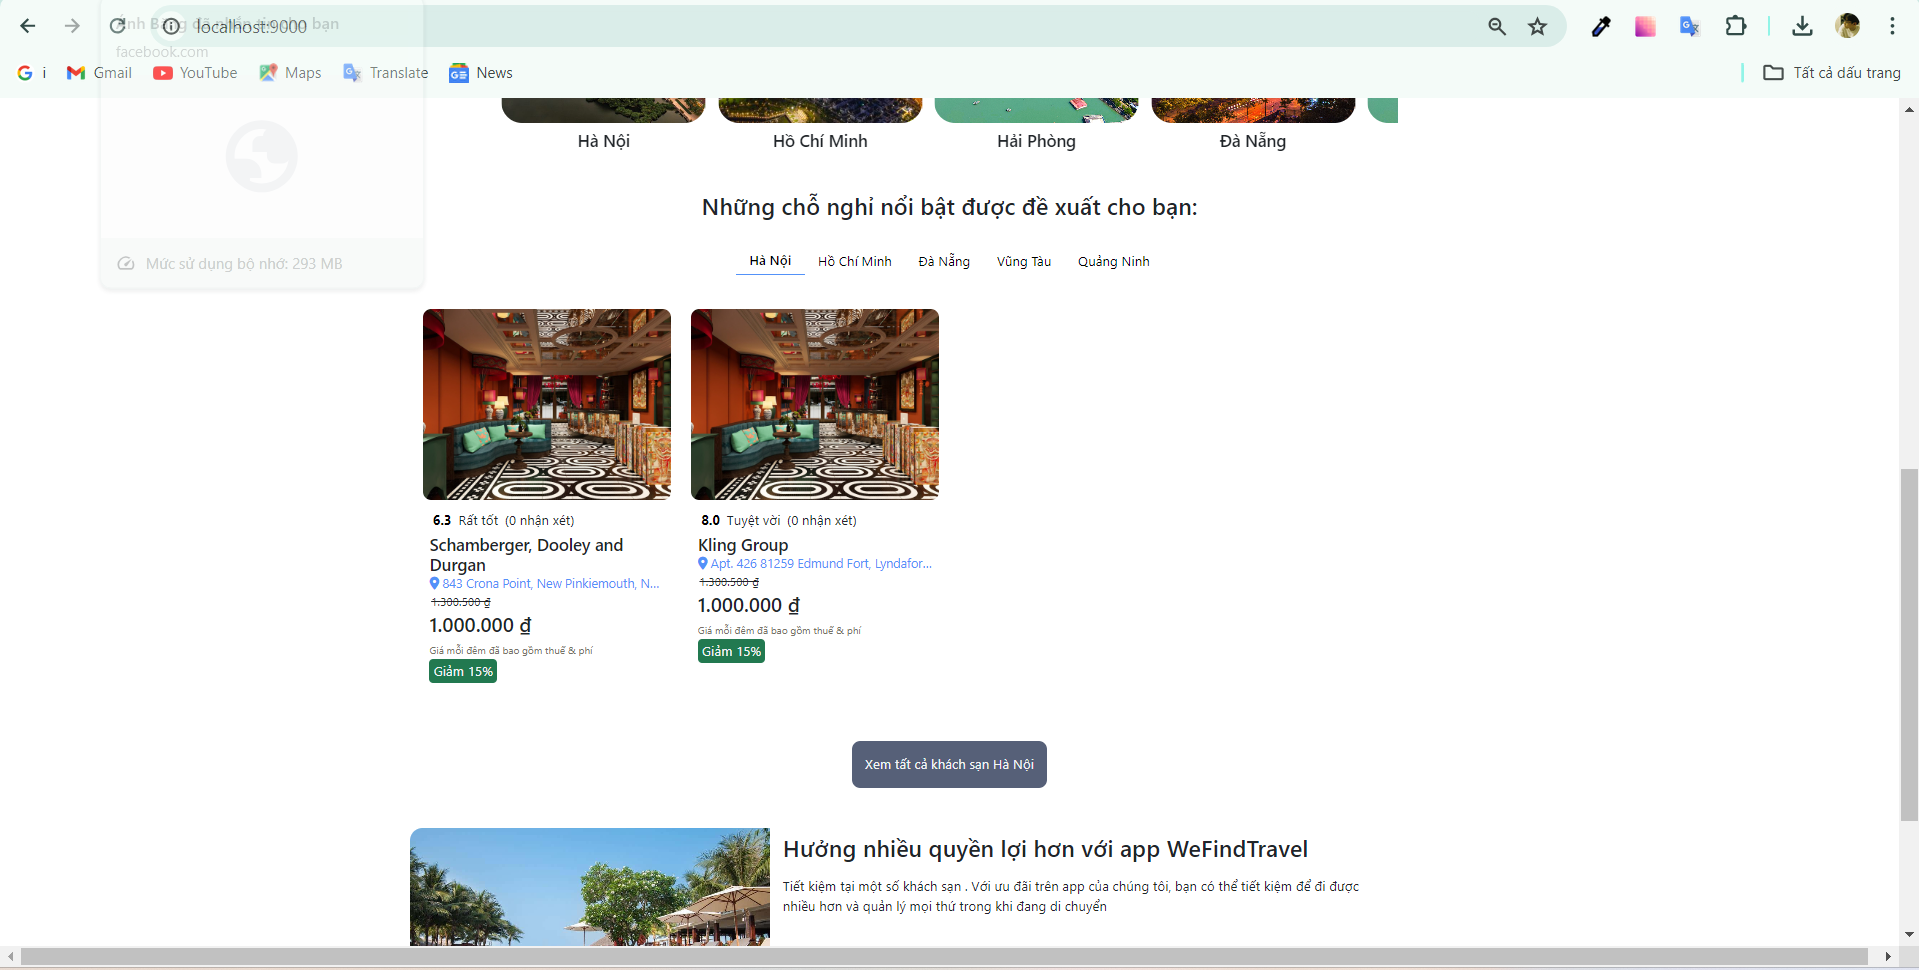 Ánh Băng đã nhắn tin cho bạn
localhost:9000
facebook.com
i
Gmail
YouTube
Maps
Translate
News
Tất cả dấu trang
Mức sử dụng bộ nhớ: 293 MB
Hà Nội
Hồ Chí Minh
Hải Phòng
Đà Nẵng
Những chỗ nghỉ nổi bật được đề xuất cho bạn:
Hà Nội
Hồ Chí Minh
Đà Nẵng
Vũng Tàu
Quảng Ninh
6.3 Rất tốt (0 nhận xét)
Schamberger, Dooley and
Durgan
843 Crona Point, New Pinkiemouth, N...
1.300.500 ₫
1.000.000 ₫
Giá mỗi đêm đã bao gồm thuế & phí
Giảm 15%
8.0 Tuyệt vời (0 nhận xét)
Kling Group
Apt. 426 81259 Edmund Fort, Lyndafor...
1.300.500 ₫
1.000.000 ₫
Giá mỗi đêm đã bao gồm thuế & phí
Giảm 15%
Xem tất cả khách sạn Hà Nội
Hưởng nhiều quyền lợi hơn với app WeFindTravel
Tiết kiệm tại một số khách sạn . Với ưu đãi trên app của chúng tôi, bạn có thể tiết kiệm để đi được
nhiều hơn và quản lý mọi thứ trong khi đang di chuyển